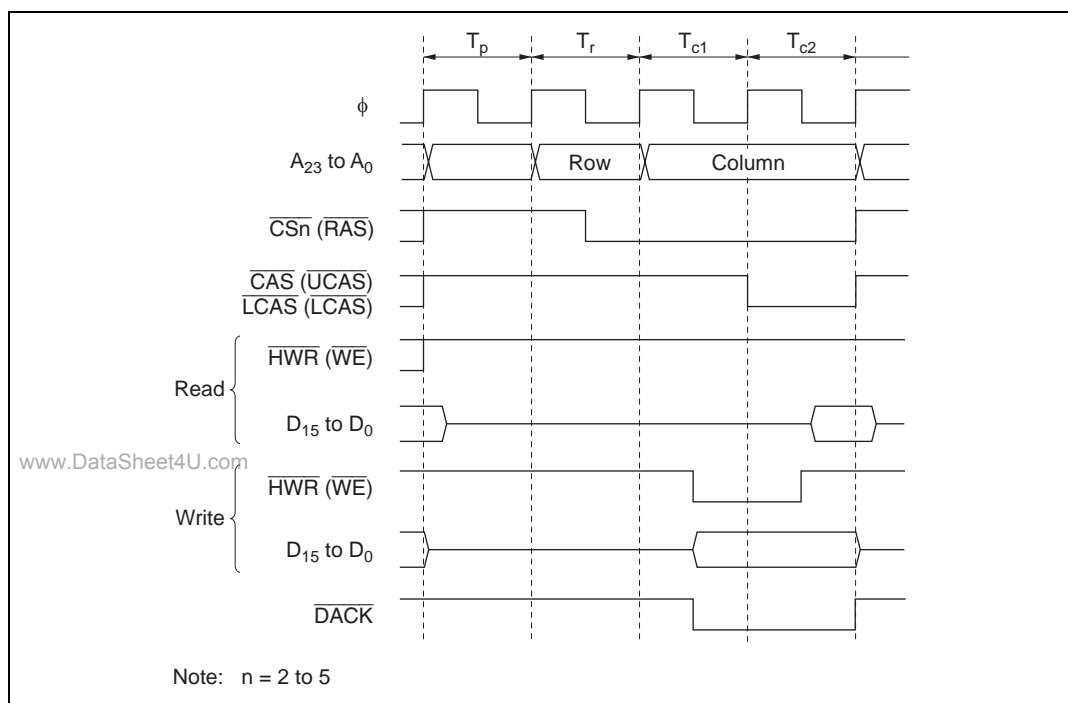 Tp Tr Tc1 Tc2
φ
A23 to A0 Row Column
CSn (RAS)
CAS (UCAS)
LCAS (LCAS)
Read
HWR (WE)
D15 to D0
www.DataSheet4U.com
Write
HWR (WE)
D15 to D0
DACK
Note: n = 2 to 5